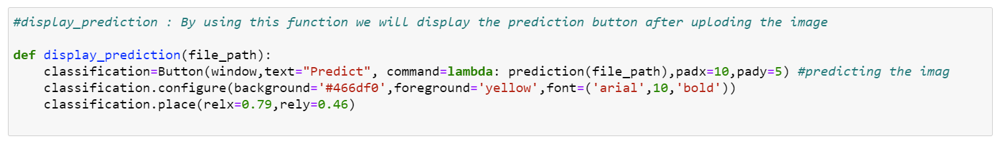 #display_prediction : By using this function we will display the prediction button after uploding the image
def display_prediction(file_path):
    classification=Button(window,text="Predict", command=lambda: prediction(file_path),padx=10,pady=5) #predicting the imag
    classification.configure(background='#466df0',foreground='yellow',font=('arial',10,'bold'))
    classification.place(relx=0.79,rely=0.46)